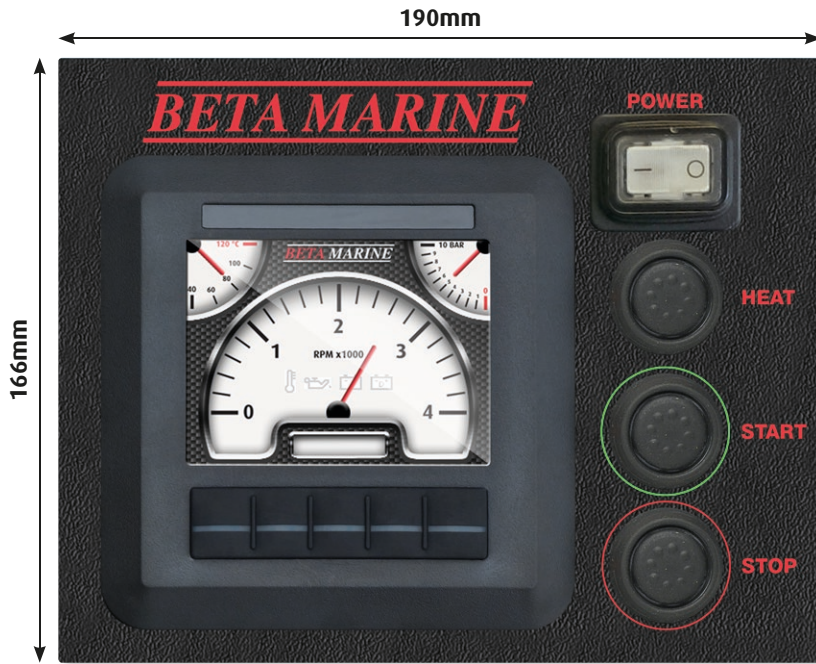 190mm
166mm
BETA MARINE
POWER
HEAT
START
STOP
BETA MARINE
120 °C
100
80
60
40
10 BAR
0
RPM x1000
0
1
2
3
4